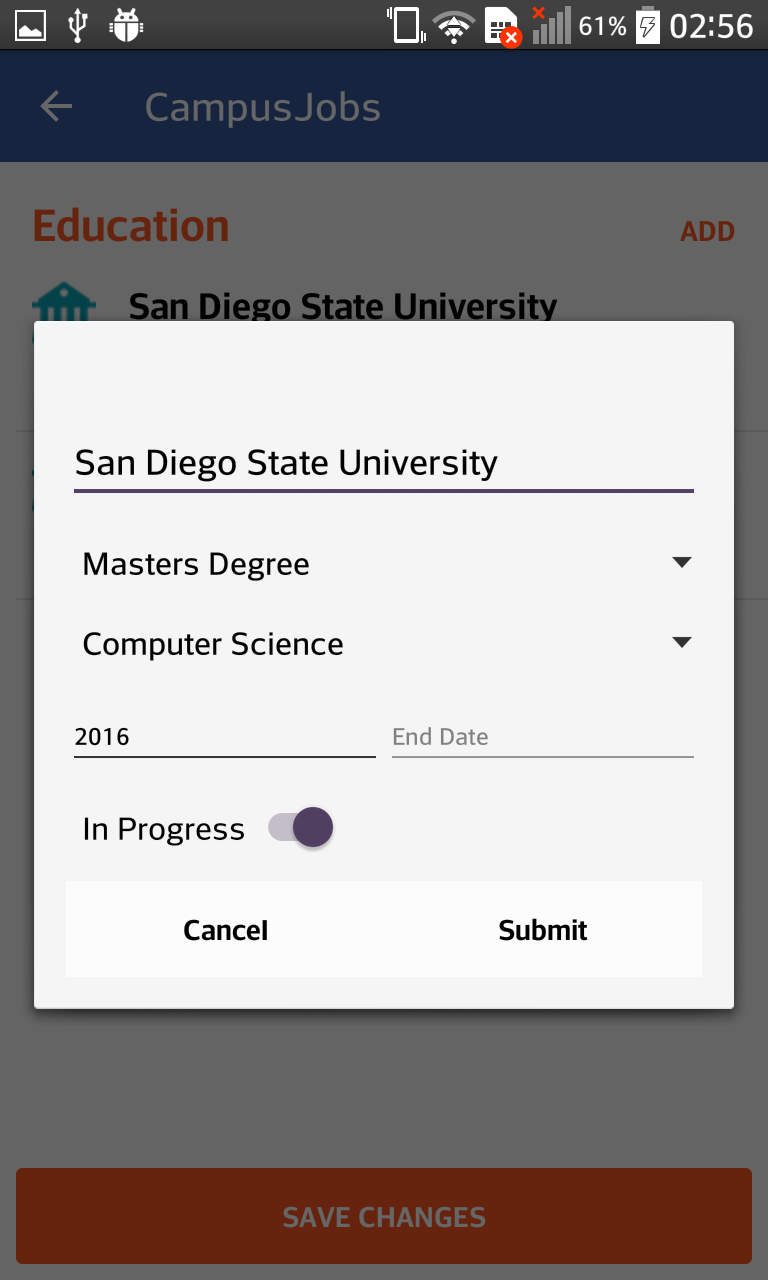 61% 02:56
CampusJobs
Education ADD
San Diego State University
San Diego State University
Masters Degree
Computer Science
2016 End Date
In Progress
Cancel Submit
SAVE CHANGES